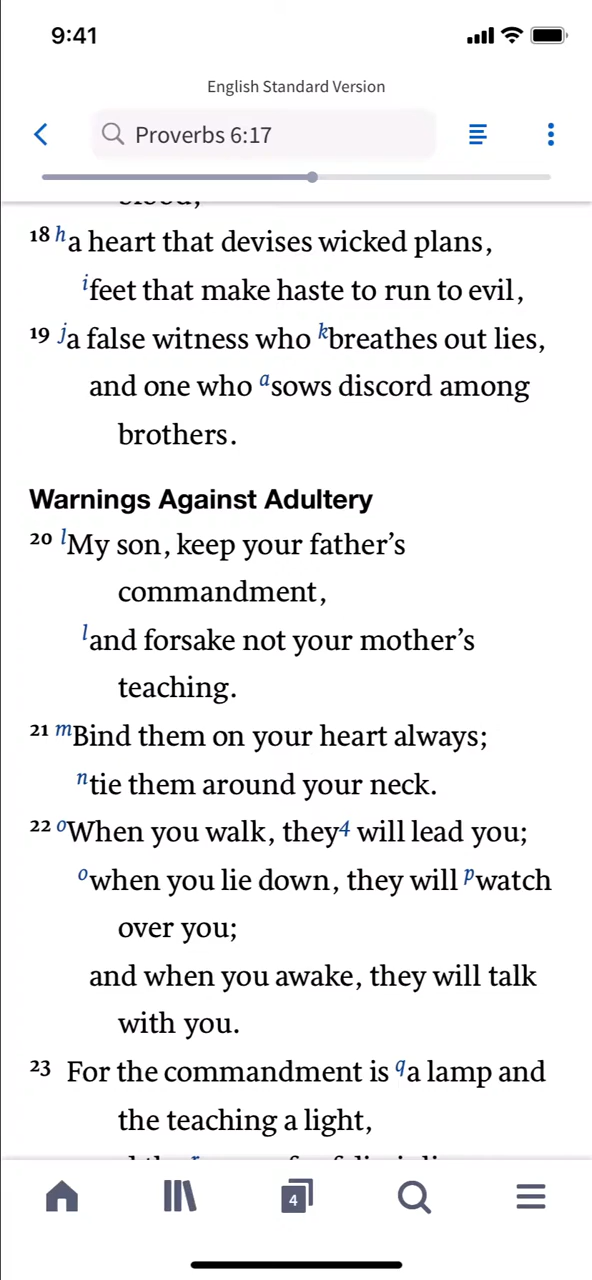 9:41
English Standard Version
Proverbs 6:17
18 h a heart that devises wicked plans,
i feet that make haste to run to evil,
19 j a false witness who k breathes out lies,
and one who a sows discord among
brothers.
Warnings Against Adultery
20 l My son, keep your father’s
commandment,
l and forsake not your mother’s
teaching.
21 m Bind them on your heart always;
n tie them around your neck.
22 o When you walk, they4 will lead you;
o when you lie down, they will p watch
over you;
and when you awake, they will talk
with you.
23 For the commandment is q a lamp and
the teaching a light,
4